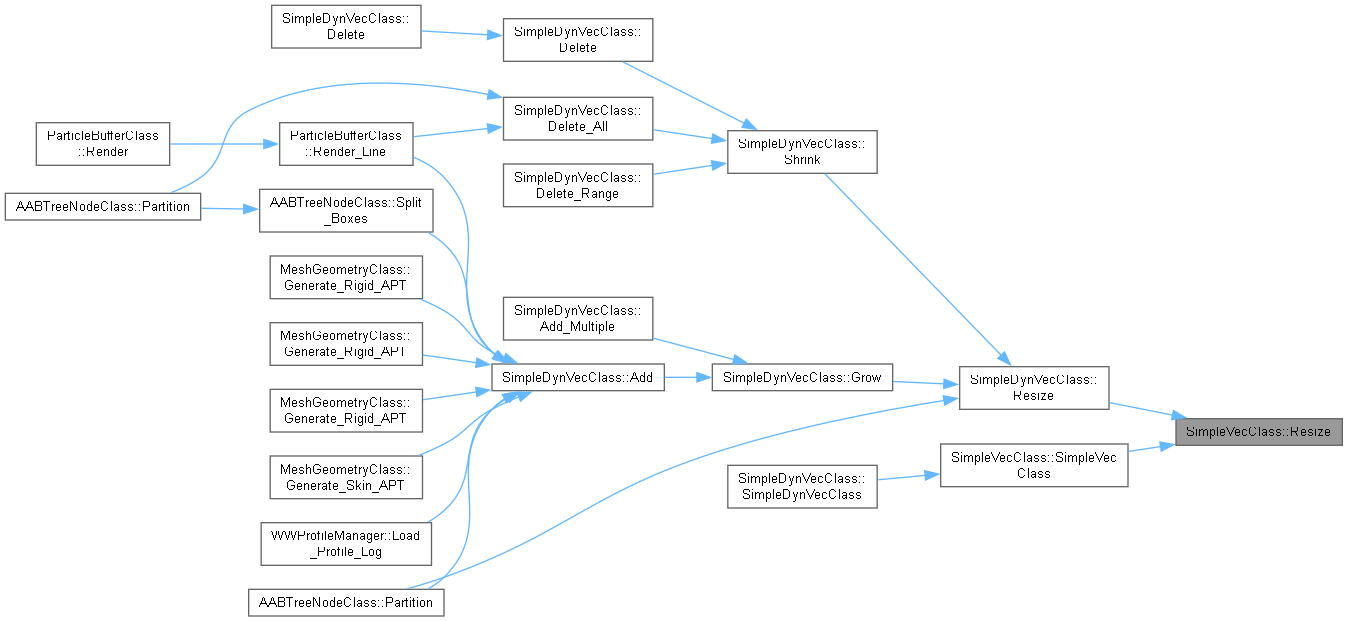 SimpleDynVecClass::
Delete
SimpleDynVecClass::
Delete
SimpleDynVecClass::
Delete_All
ParticleBufferClass
::Render
ParticleBufferClass
::Render_Line
SimpleDynVecClass::
Shrink
SimpleDynVecClass::
Delete_Range
AABTreeNodeClass::Partition
AABTreeNodeClass::Split
_Boxes
MeshGeometryClass::
Generate_Rigid_APT
SimpleDynVecClass::
Add_Multiple
MeshGeometryClass::
Generate_Rigid_APT
SimpleDynVecClass::Add
SimpleDynVecClass::Grow
SimpleDynVecClass::
Resize
MeshGeometryClass::
Generate_Rigid_APT
SimpleVecClass::Resize
SimpleVecClass::SimpleVec
Class
MeshGeometryClass::
Generate_Skin_APT
SimpleDynVecClass::
SimpleDynVecClass
WWProfileManager::Load
_Profile_Log
AABTreeNodeClass::Partition